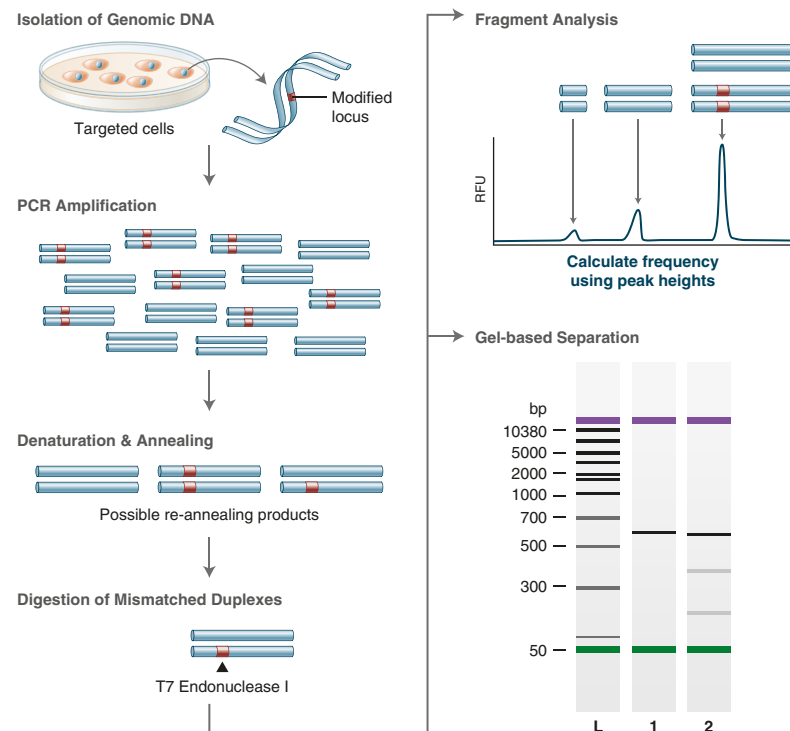 Isolation of Genomic DNA
Targeted cells
Modified
locus
PCR Amplification
Denaturation & Annealing
Possible re-annealing products
Digestion of Mismatched Duplexes
T7 Endonuclease I
Fragment Analysis
RFU
Calculate frequency
using peak heights
Gel-based Separation
bp
10380
5000
2000
1000
700
500
300
50
L 1 2